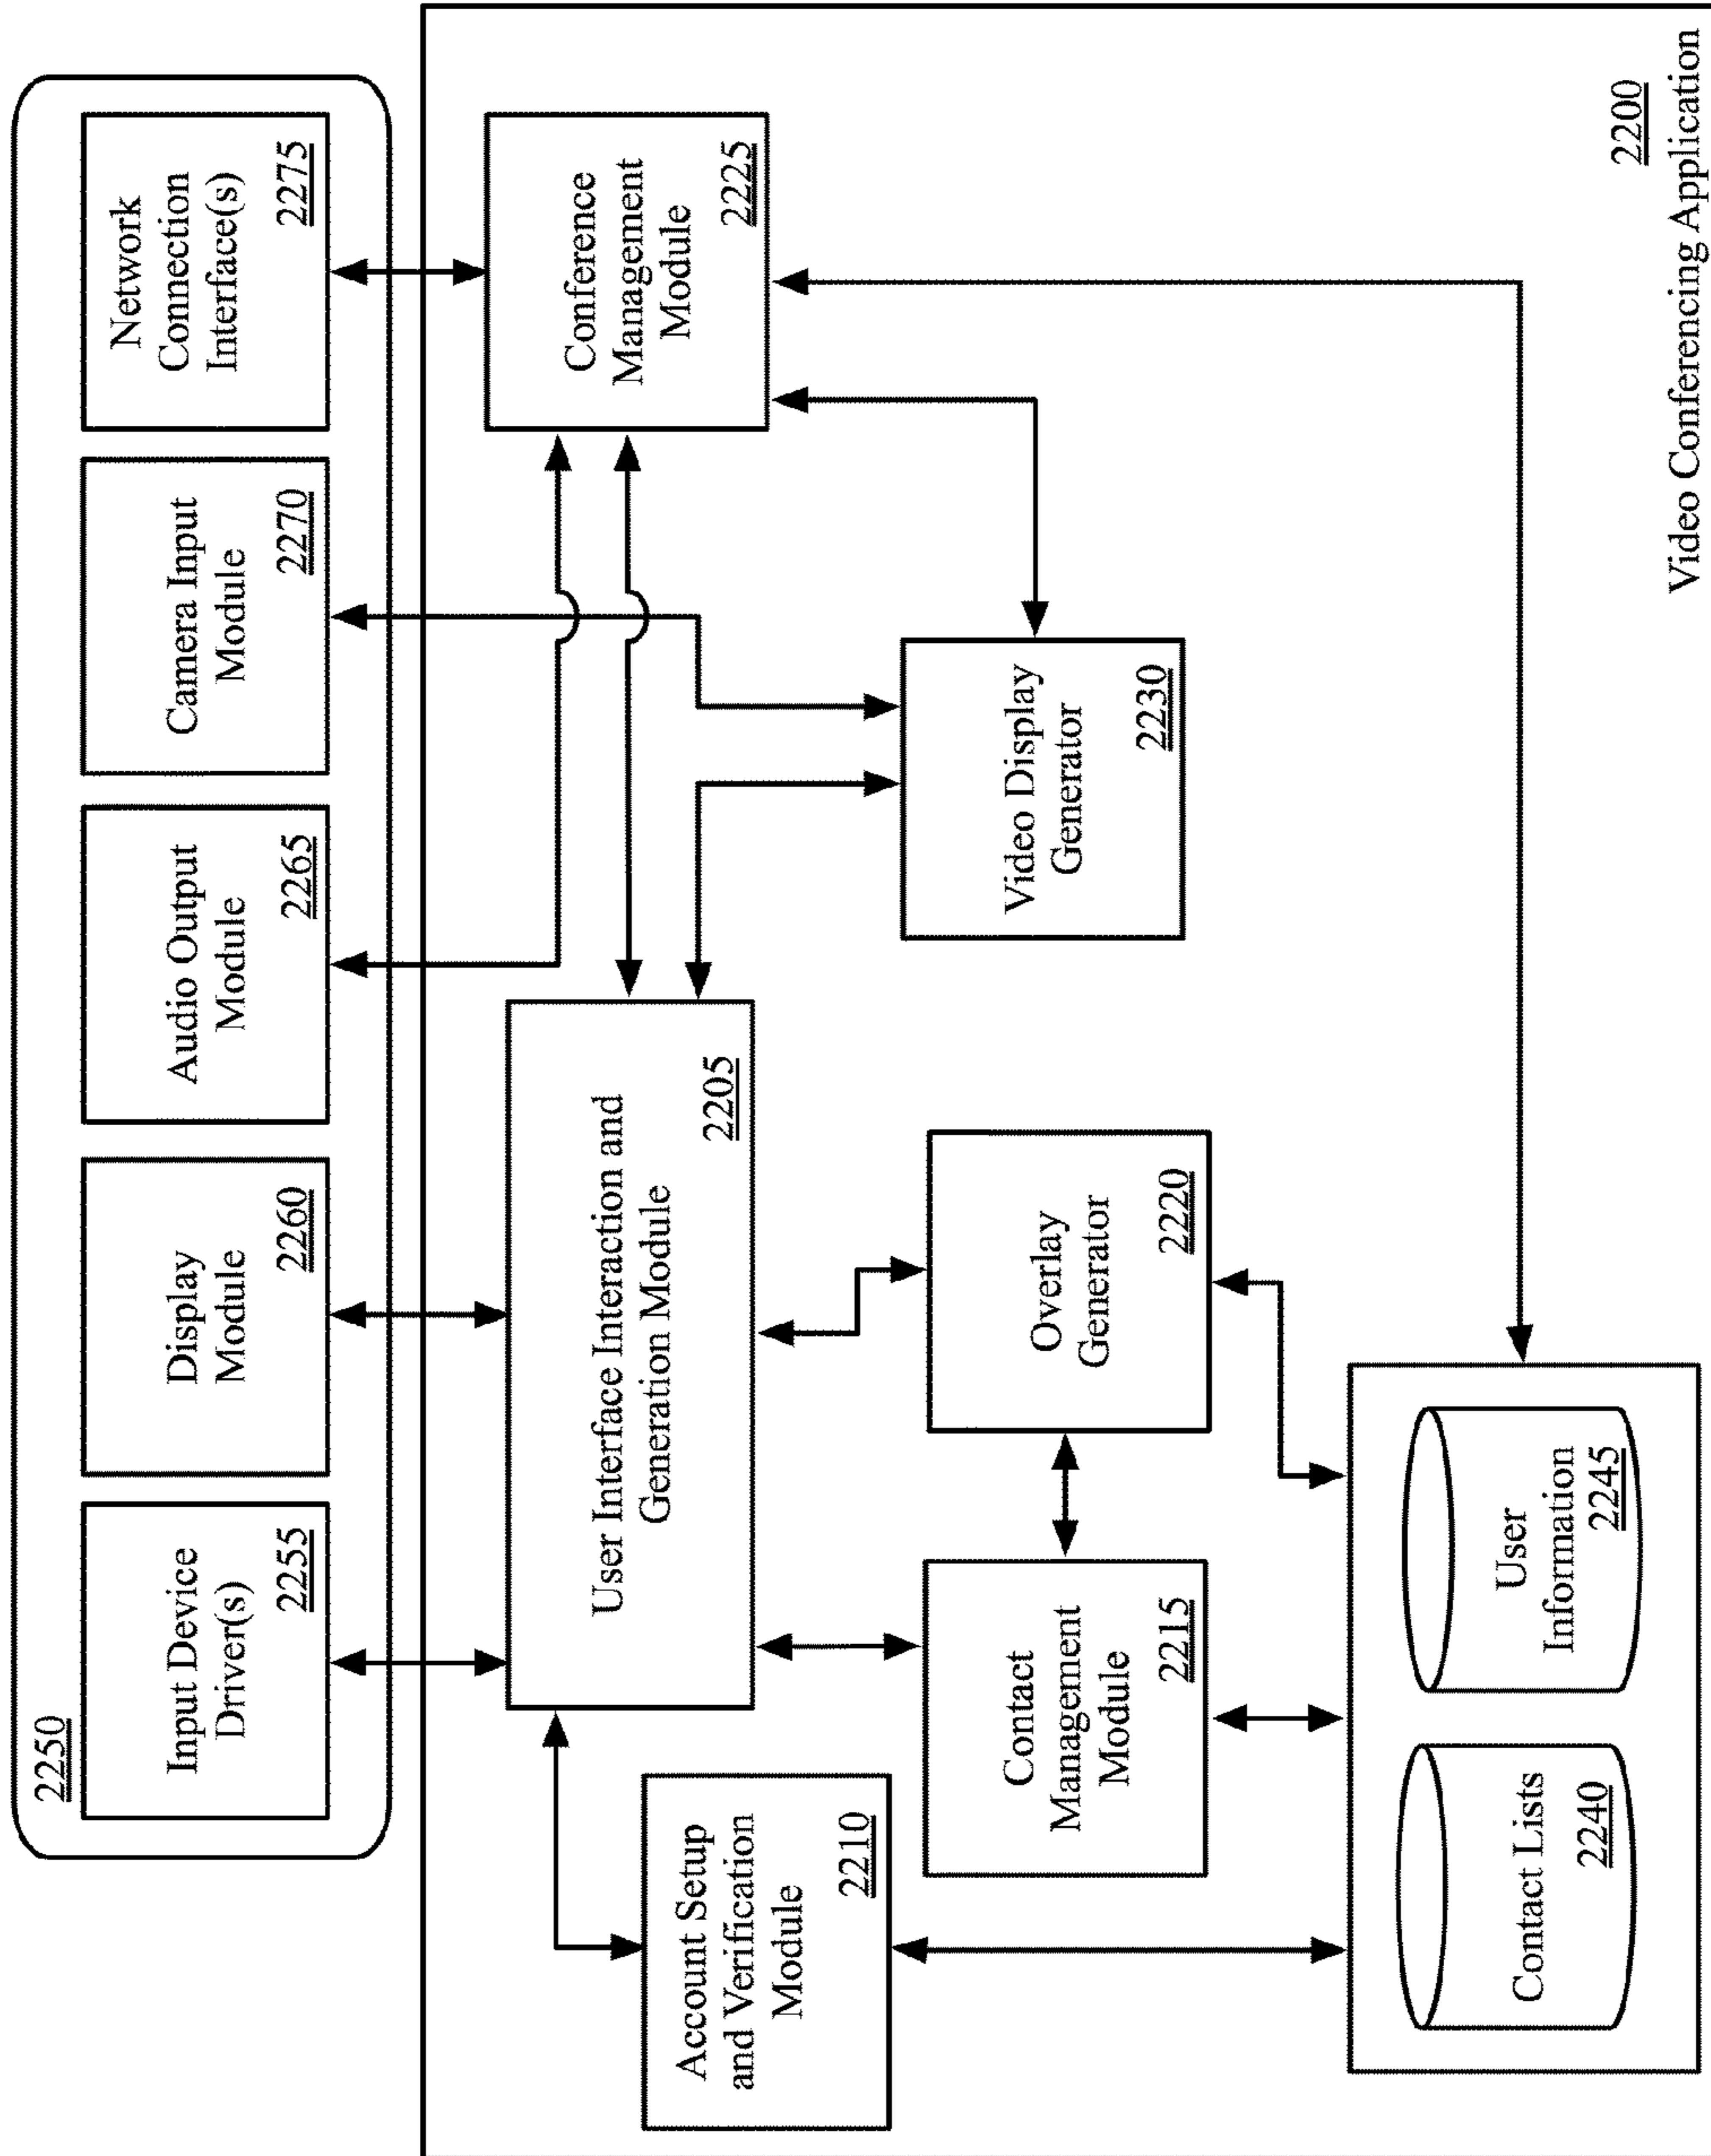 2250
Input Device
Driver(s)
2255
Display
Module
2260
Audio Output
Module
2265
Camera Input
Module
2270
Network
Connection
Interface(s)
2275
User Interface Interaction and
Generation Module
2205
Conference
Management
Module
2225
Account Setup
and Verification
Module
2210
Contact
Management
Module
2215
Overlay
Generator
2220
Video Display
Generator
2230
Contact Lists
2240
User
Information
2245
2200
Video Conferencing Application